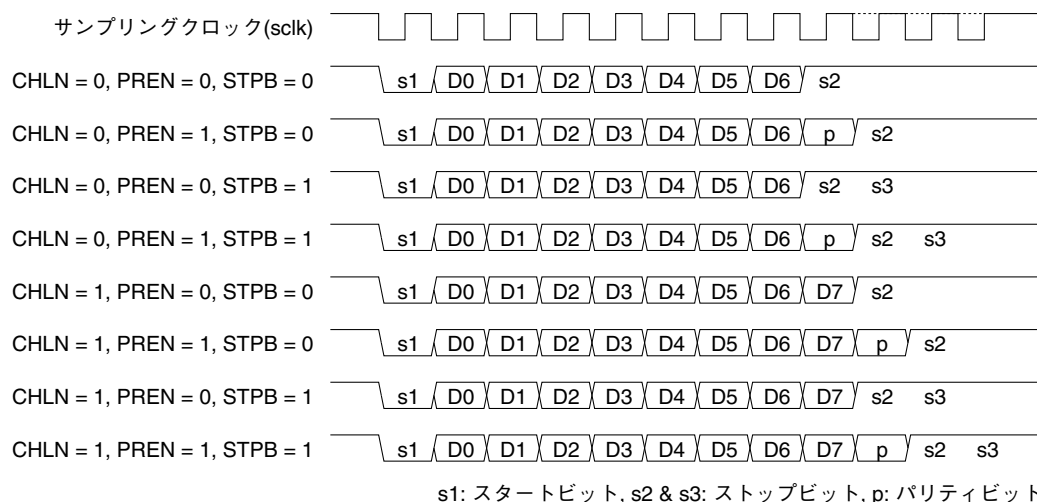 サンプリングクロック(sclk)
CHLN = 0, PREN = 0, STPB = 0 s1 D0 D1 D2 D3 D4 D5 D6 s2
CHLN = 0, PREN = 1, STPB = 0 s1 D0 D1 D2 D3 D4 D5 D6 p s2
CHLN = 0, PREN = 0, STPB = 1 s1 D0 D1 D2 D3 D4 D5 D6 s2 s3
CHLN = 0, PREN = 1, STPB = 1 s1 D0 D1 D2 D3 D4 D5 D6 p s2 s3
CHLN = 1, PREN = 0, STPB = 0 s1 D0 D1 D2 D3 D4 D5 D6 D7 s2
CHLN = 1, PREN = 1, STPB = 0 s1 D0 D1 D2 D3 D4 D5 D6 D7 p s2
CHLN = 1, PREN = 0, STPB = 1 s1 D0 D1 D2 D3 D4 D5 D6 D7 s2 s3
CHLN = 1, PREN = 1, STPB = 1 s1 D0 D1 D2 D3 D4 D5 D6 D7 p s2 s3
s1: スタートビット, s2 & s3: ストップビット, p: パリティビット